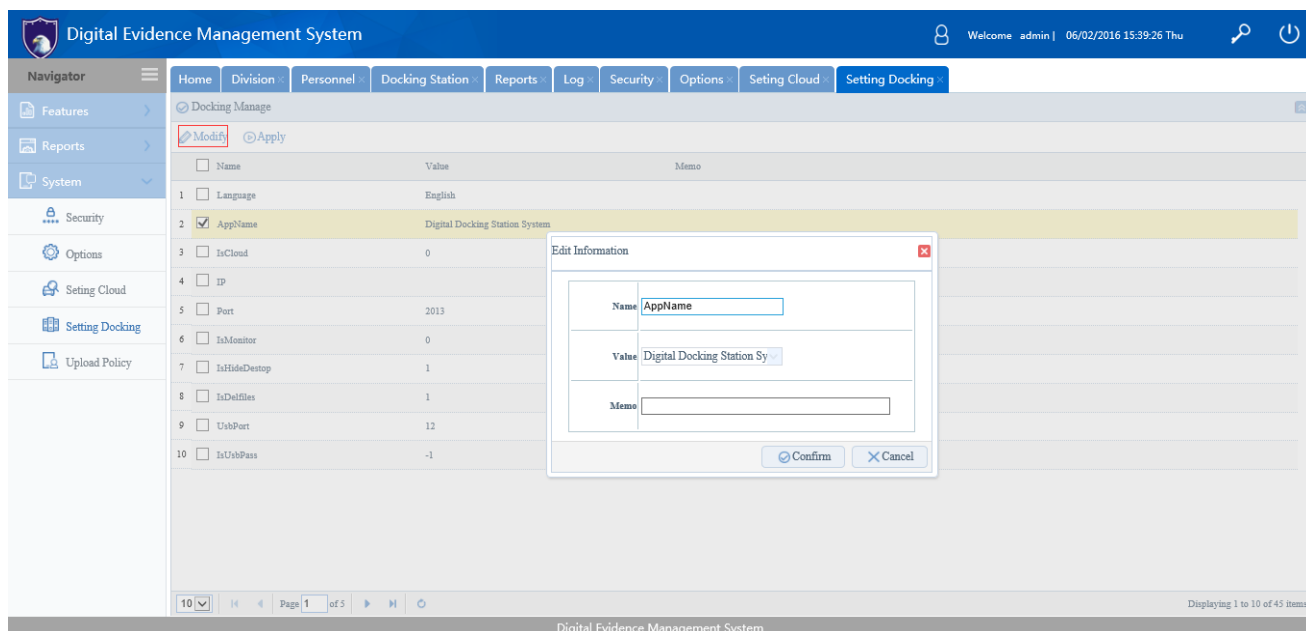 Digital Evidence Management System
Welcome admin | 06/02/2016 15:39:26 Thu
Navigator
Home Division Personnel Docking Station Reports Log Security Options Seting Cloud Setting Docking
Features
Reports
System
Security
Options
Seting Cloud
Setting Docking
Upload Policy
Docking Manage
Modify Apply
Name Value Memo
1 Language English
2 AppName Digital Docking Station System
3 IsCloud 0
4 IP
5 Port 2013
6 IsMonitor 0
7 IsHideDestop 1
8 IsDelfiles 1
9 UsbPort 12
10 IsUsbPass -1
Edit Information
Name AppName
Value Digital Docking Station Sy
Memo
Confirm Cancel
10 Page 1 of 5 Displaying 1 to 10 of 45 items
Digital Evidence Management System